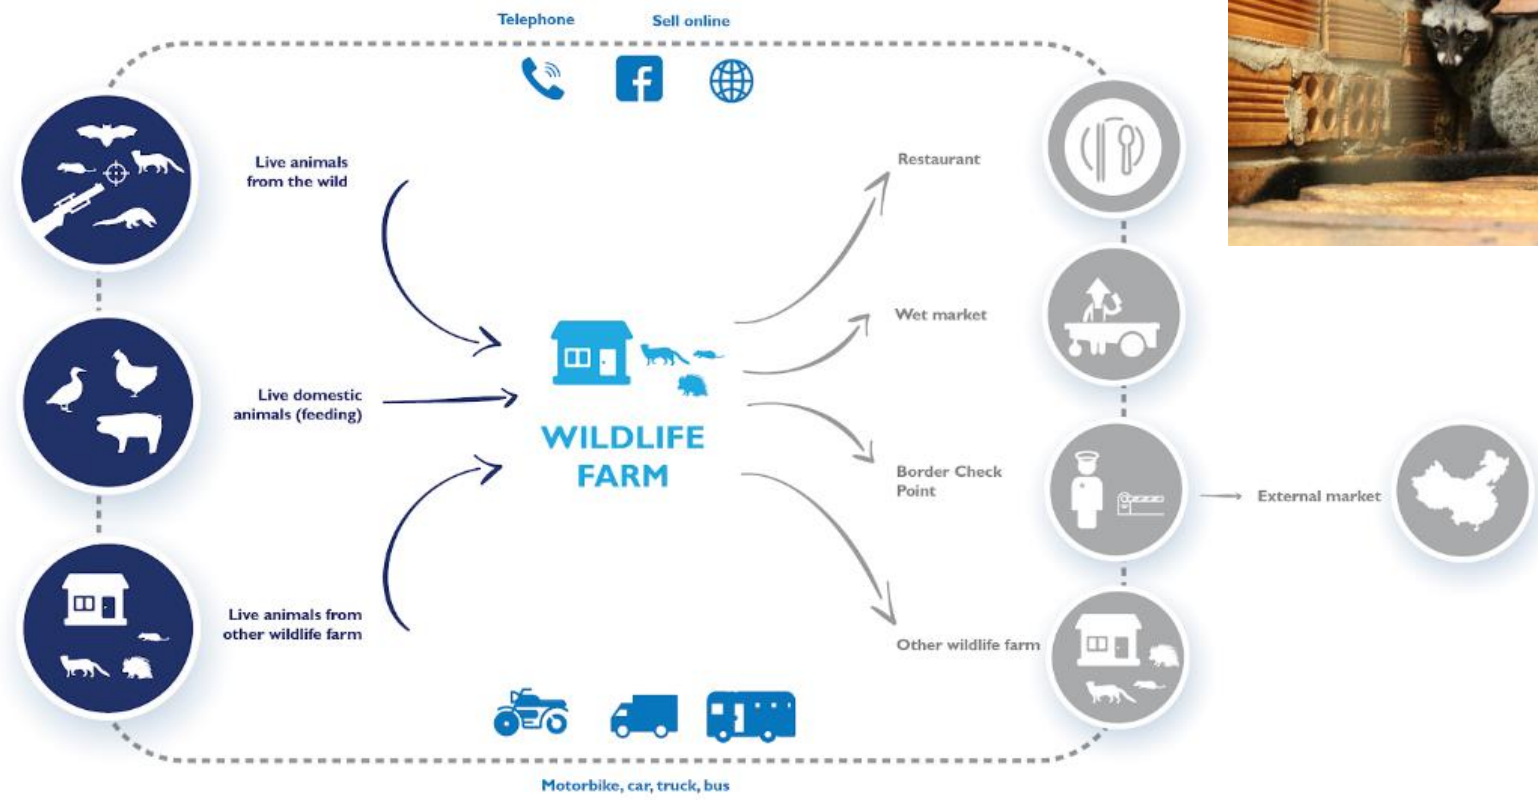 Telephone
Sell online
Live animals
from the wild
Restaurant
Wet market
Live domestic
animals (feeding)
WILDLIFE
FARM
Border Check
Point
External market
Live animals from
other wildlife farm
Other wildlife farm
Motorbike, car, truck, bus